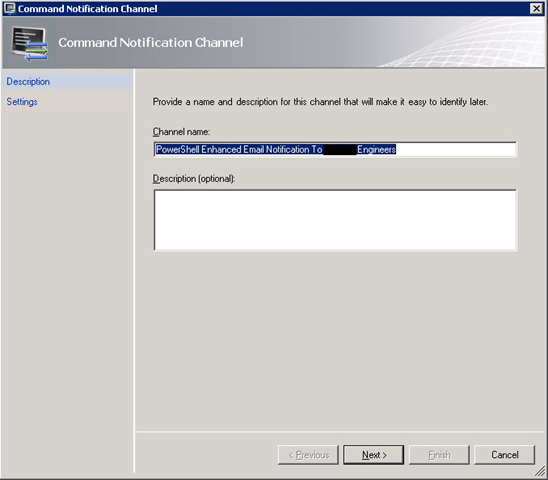 Command Notification Channel
Command Notification Channel
Description
Settings
Provide a name and description for this channel that will make it easy to identify later.
Channel name:
PowerShell Enhanced Email Notification To Engineers
Description (optional):
< Previous
Next >
Finish
Cancel